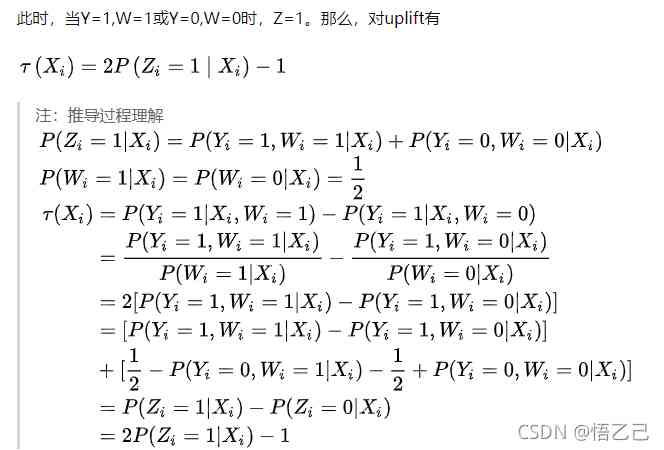 此时，当Y=1,W=1或Y=0,W=0时，Z=1。那么，对uplift有
τ(X_i) = 2P(Z_i = 1 | X_i) − 1
注：推导过程理解
P(Z_i = 1|X_i) = P(Y_i = 1, W_i = 1|X_i) + P(Y_i = 0, W_i = 0|X_i)
P(W_i = 1|X_i) = P(W_i = 0|X_i) = \frac{1}{2}
τ(X_i) = P(Y_i = 1|X_i, W_i = 1) − P(Y_i = 1|X_i, W_i = 0)
= \frac{P(Y_i = 1, W_i = 1|X_i)}{P(W_i = 1|X_i)} − \frac{P(Y_i = 1, W_i = 0|X_i)}{P(W_i = 0|X_i)}
= 2[P(Y_i = 1, W_i = 1|X_i) − P(Y_i = 1, W_i = 0|X_i)]
= [P(Y_i = 1, W_i = 1|X_i) − P(Y_i = 1, W_i = 0|X_i)]
+ [\frac{1}{2} − P(Y_i = 0, W_i = 1|X_i) − \frac{1}{2} + P(Y_i = 0, W_i = 0|X_i)]
= P(Z_i = 1|X_i) − P(Z_i = 0|X_i)
= 2P(Z_i = 1|X_i) − 1
CSDN @悟乙己